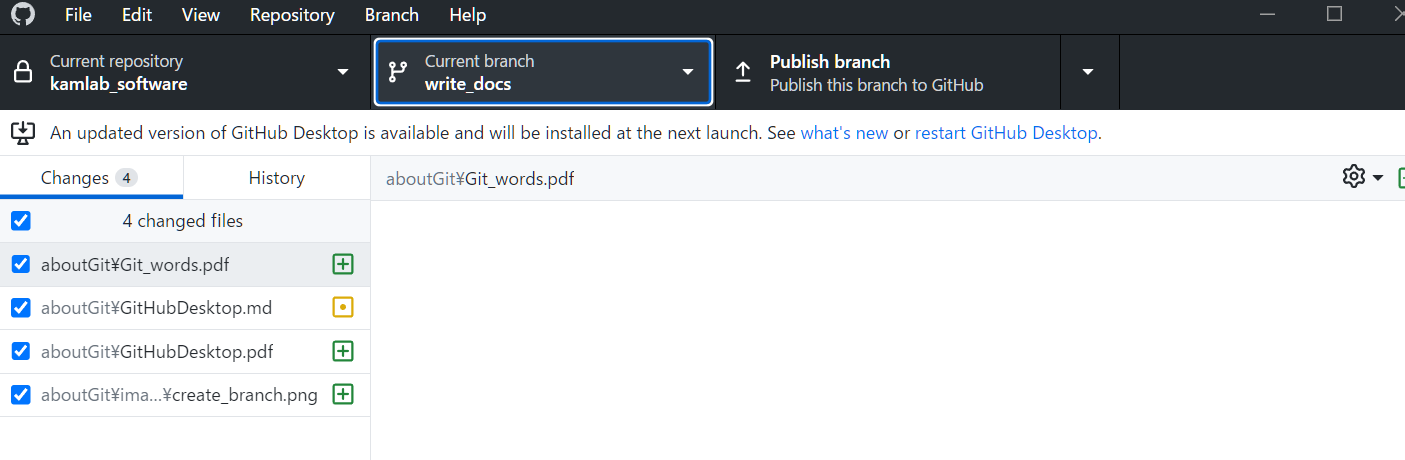 File Edit View Repository Branch Help
Current repository
kamlab_software
Current branch
write_docs
Publish branch
Publish this branch to GitHub
An updated version of GitHub Desktop is available and will be installed at the next launch. See what's new or restart GitHub Desktop.
Changes 4
History
aboutGit¥Git_words.pdf
4 changed files
aboutGit¥Git_words.pdf
aboutGit¥GitHubDesktop.md
aboutGit¥GitHubDesktop.pdf
aboutGit¥ima...¥create_branch.png